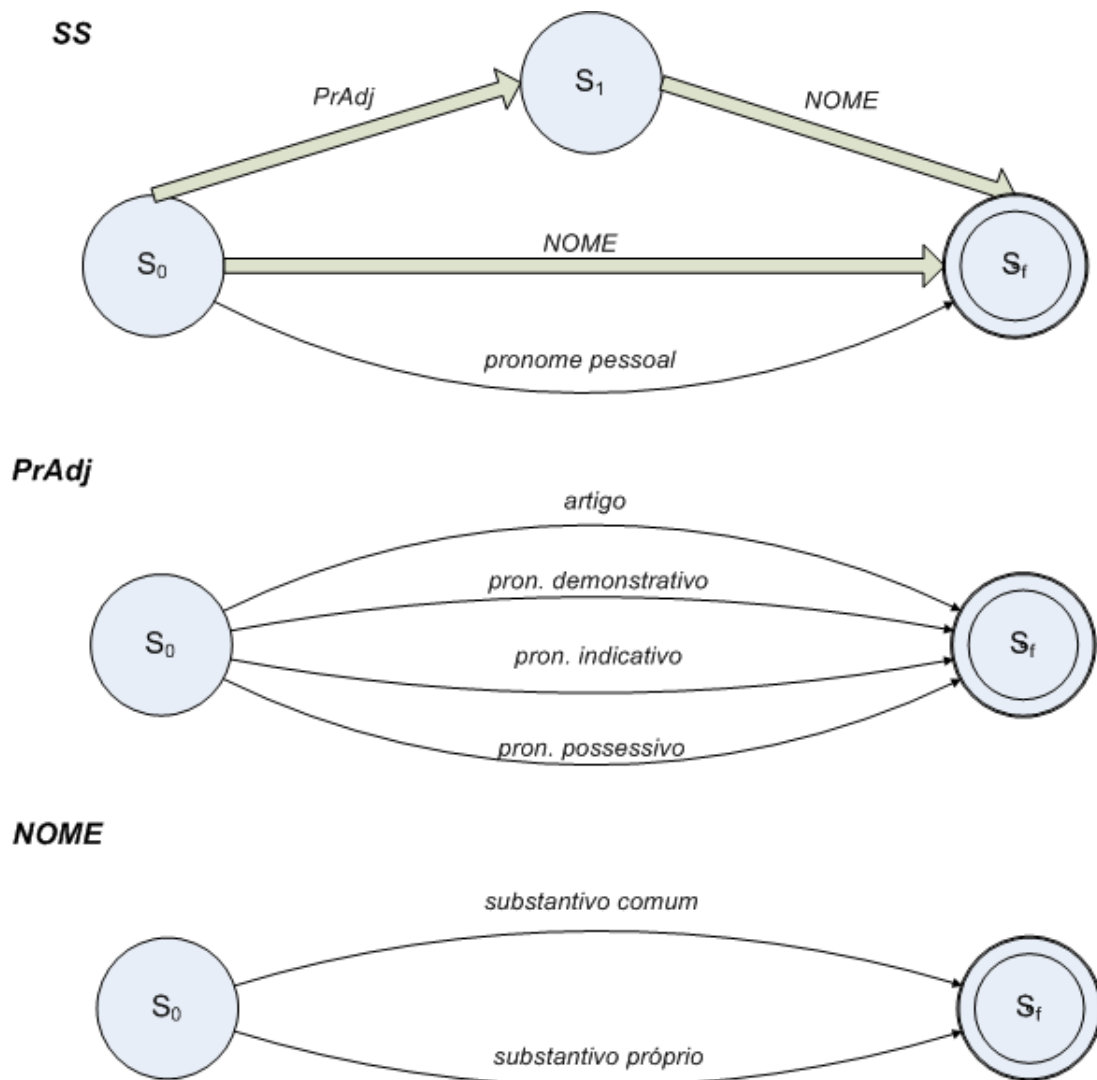 SS
S1
PrAdj
NOME
S0
NOME
Sf
pronome pessoal
PrAdj
artigo
pron. demonstrativo
S0
Sf
pron. indicativo
pron. possessivo
NOME
substantivo comum
S0
Sf
substantivo próprio